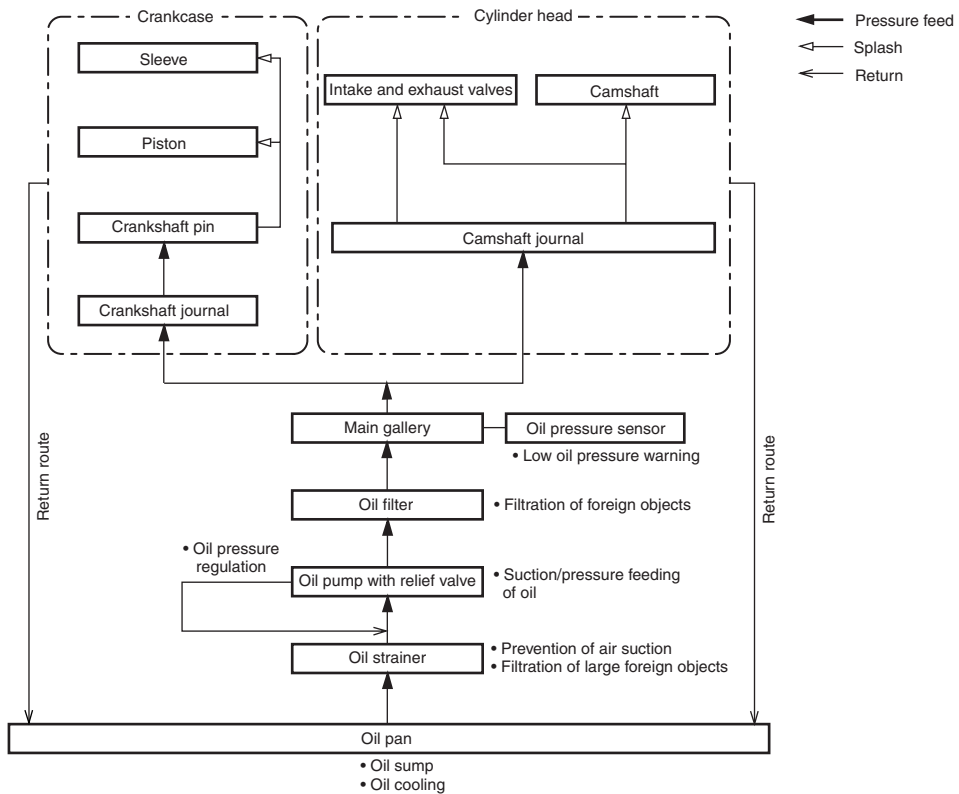 Crankcase
Cylinder head
Pressure feed
Splash
Return
Sleeve
Piston
Crankshaft pin
Crankshaft journal
Intake and exhaust valves
Camshaft
Camshaft journal
Main gallery
Oil pressure sensor
• Low oil pressure warning
Oil filter
• Filtration of foreign objects
• Oil pressure
regulation
Oil pump with relief valve
• Suction/pressure feeding
of oil
Oil strainer
• Prevention of air suction
• Filtration of large foreign objects
Return route
Return route
Oil pan
• Oil sump
• Oil cooling